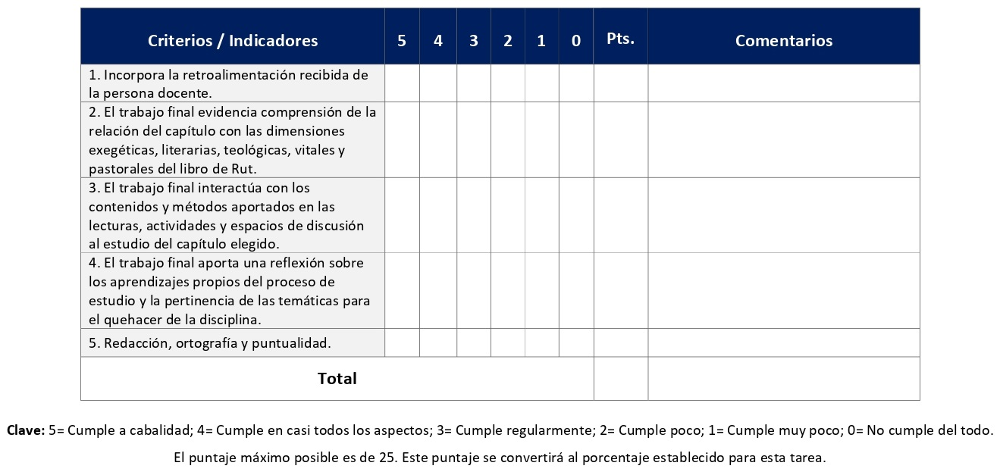 Criterios / Indicadores 5 4 3 2 1 0 Pts. Comentarios
1. Incorpora la retroalimentación recibida de
la persona docente.
2. El trabajo final evidencia comprensión de la
relación del capítulo con las dimensiones
exegéticas, literarias, teológicas, vitales y
pastorales del libro de Rut.
3. El trabajo final interactúa con los
contenidos y métodos aportados en las
lecturas, actividades y espacios de discusión
al estudio del capítulo elegido.
4. El trabajo final aporta una reflexión sobre
los aprendizajes propios del proceso de
estudio y la pertinencia de las temáticas para
el quehacer de la disciplina.
5. Redacción, ortografía y puntualidad.
Total
Clave: 5= Cumple a cabalidad; 4= Cumple en casi todos los aspectos; 3= Cumple regularmente; 2= Cumple poco; 1= Cumple muy poco; 0= No cumple del todo.
El puntaje máximo posible es de 25. Este puntaje se convertirá al porcentaje establecido para esta tarea.